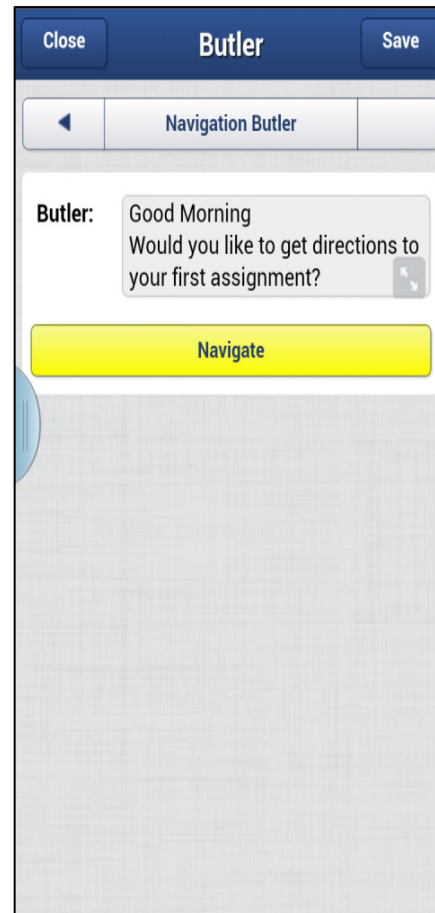 Close Butler Save
Navigation Butler
Butler: Good Morning
Would you like to get directions to
your first assignment?
Navigate